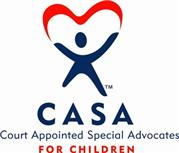 TM
CASA
Court Appointed Special Advocates
FOR CHILDREN